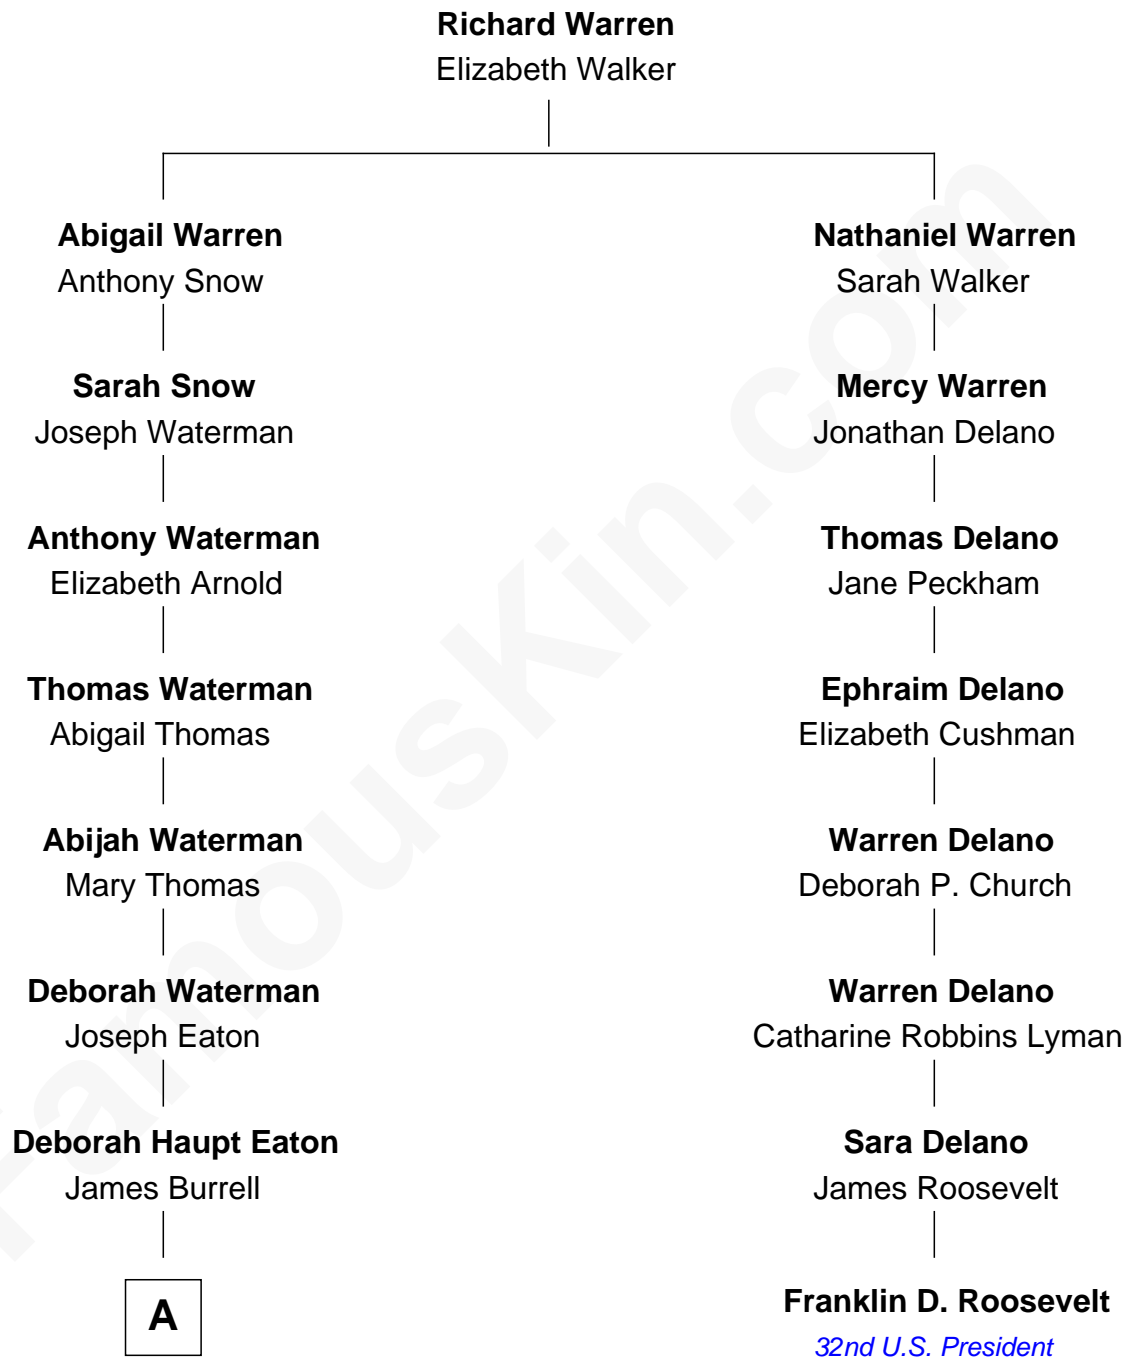 Richard Warren
Elizabeth Walker
Abigail Warren
Anthony Snow
Nathaniel Warren
Sarah Walker
Sarah Snow
Joseph Waterman
Mercy Warren
Jonathan Delano
Anthony Waterman
Elizabeth Arnold
Thomas Delano
Jane Peckham
Thomas Waterman
Abigail Thomas
Ephraim Delano
Elizabeth Cushman
Abijah Waterman
Mary Thomas
Warren Delano
Deborah P. Church
Deborah Waterman
Joseph Eaton
Warren Delano
Catharine Robbins Lyman
Deborah Haupt Eaton
James Burrell
Sara Delano
James Roosevelt
A
Franklin D. Roosevelt
32nd U.S. President
FamousKin.com